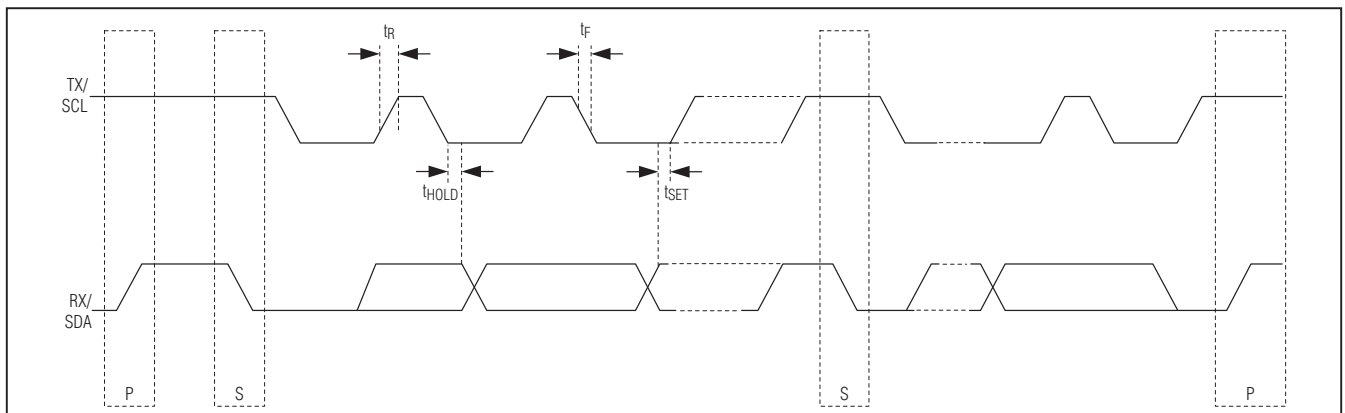 tR
tF
TX/
SCL
tHOLD
tSET
RX/
SDA
P
S
S
P